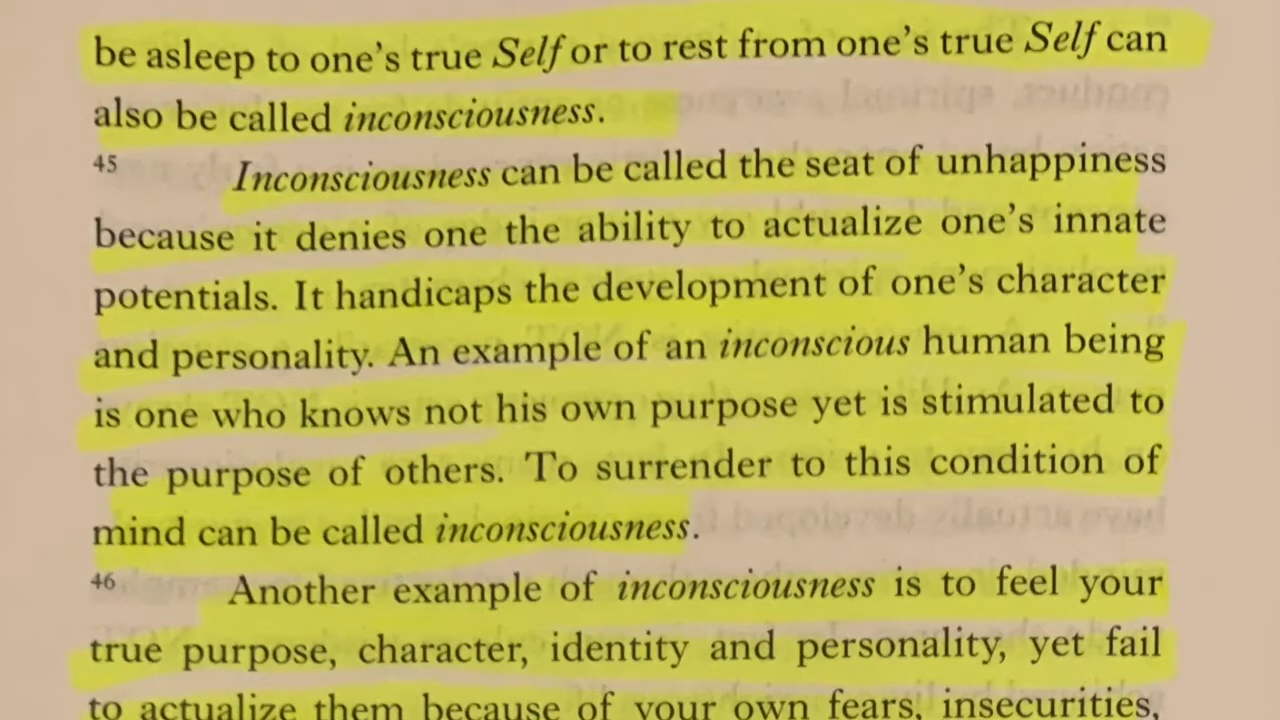 be asleep to one's true Self or to rest from one's true Self can
also be called inconsciousness.
45 Inconsciousness can be called the seat of unhappiness
because it denies one the ability to actualize one's innate
potentials. It handicaps the development of one's character
and personality. An example of an inconscious human being
is one who knows not his own purpose yet is stimulated to
the purpose of others. To surrender to this condition of
mind can be called inconsciousness.
46 Another example of inconsciousness is to feel your
true purpose, character, identity and personality, yet fail
to actualize them because of your own fears, insecurities,